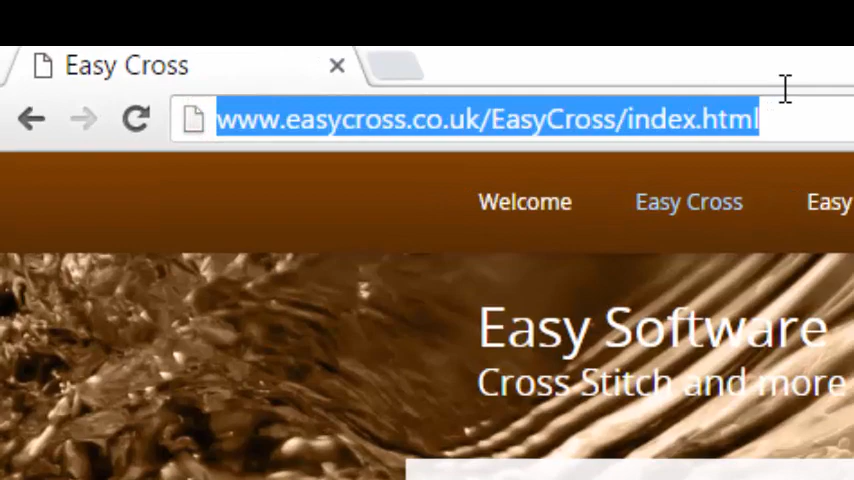 Easy Cross
www.easycross.co.uk/EasyCross/index.html
Welcome Easy Cross Easy
Easy Software
Cross Stitch and more